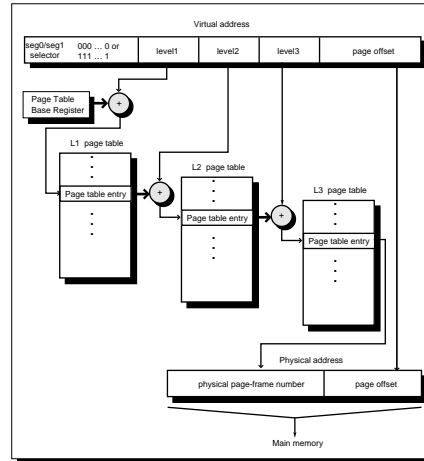 Virtual address
seg0/seg1 000 ... 0 or
selector 111 ... 1
level1
level2
level3
page offset
Page Table
Base Register
+
L1 page table
Page table entry
+
L2 page table
Page table entry
+
L3 page table
Page table entry
Physical address
physical page-frame number
page offset
Main memory